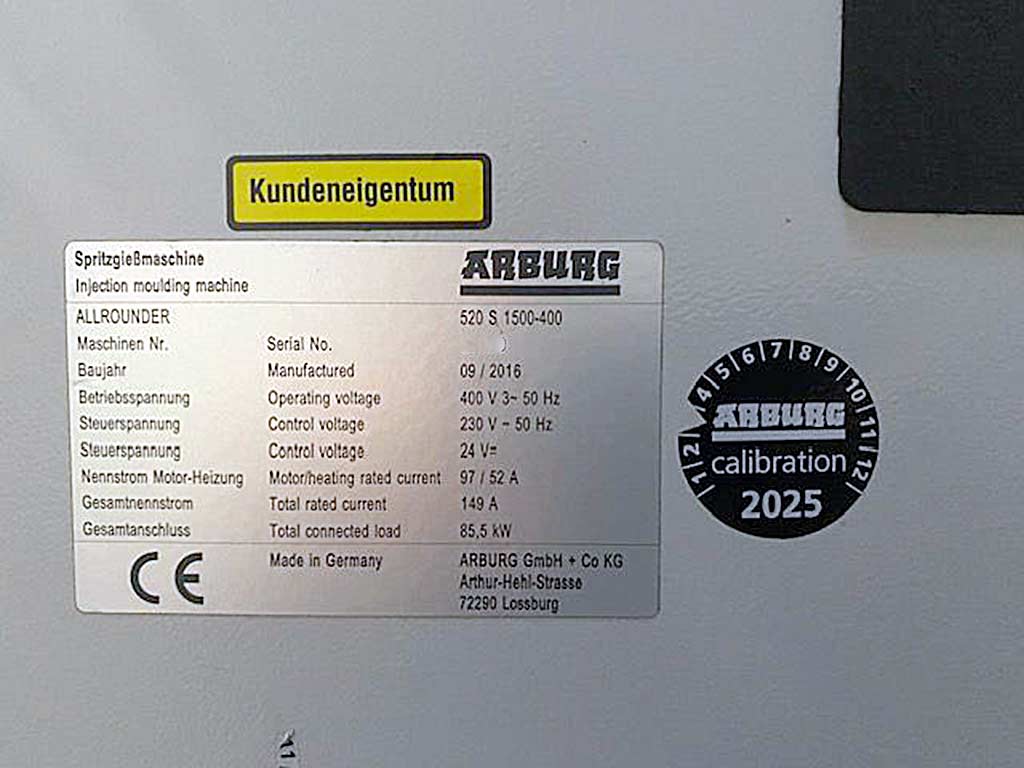 Kundeneigentum
Spritzgießmaschine
Injection moulding machine
ARBURG
ALLROUNDER 520 S 1500-400
Maschinen Nr. Serial No.
Baujahr Manufactured 09 / 2016
Betriebsspannung Operating voltage 400 V 3~ 50 Hz
Steuerspannung Control voltage 230 V ~ 50 Hz
Steuerspannung Control voltage 24 V=
Nennstrom Motor-Heizung Motor/heating rated current 97 / 52 A
Gesamtnennstrom Total rated current 149 A
Gesamtanschluss Total connected load 85,5 kW
CE
Made in Germany ARBURG GmbH + Co KG
Arthur-Hehl-Strasse
72290 Lossburg
1 2 4 5 6 7 8 9 10 11 12
ARBURG
calibration
2025